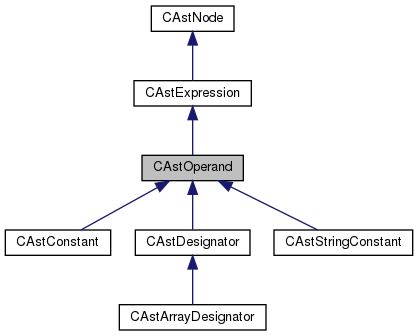 CAstNode
CAstExpression
CAstOperand
CAstConstant
CAstDesignator
CAstStringConstant
CAstArrayDesignator